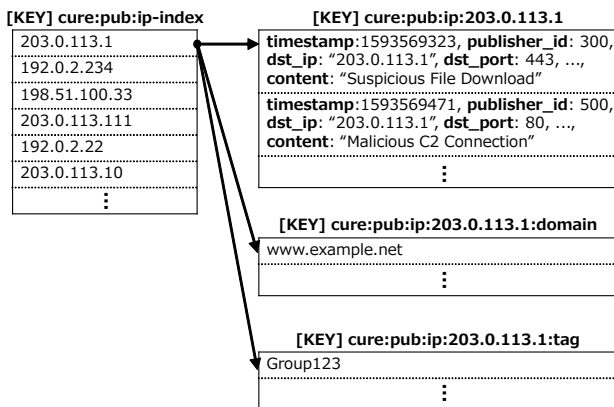 [KEY] cure:pub:ip-index
203.0.113.1
192.0.2.234
198.51.100.33
203.0.113.111
192.0.2.22
203.0.113.10
⋮
[KEY] cure:pub:ip:203.0.113.1
timestamp:1593569323, publisher_id: 300,
dst_ip: “203.0.113.1”, dst_port: 443, ...,
content: “Suspicious File Download”
timestamp:1593569471, publisher_id: 500,
dst_ip: “203.0.113.1”, dst_port: 80, ...,
content: “Malicious C2 Connection”
⋮
[KEY] cure:pub:ip:203.0.113.1:domain
www.example.net
⋮
[KEY] cure:pub:ip:203.0.113.1:tag
Group123
⋮